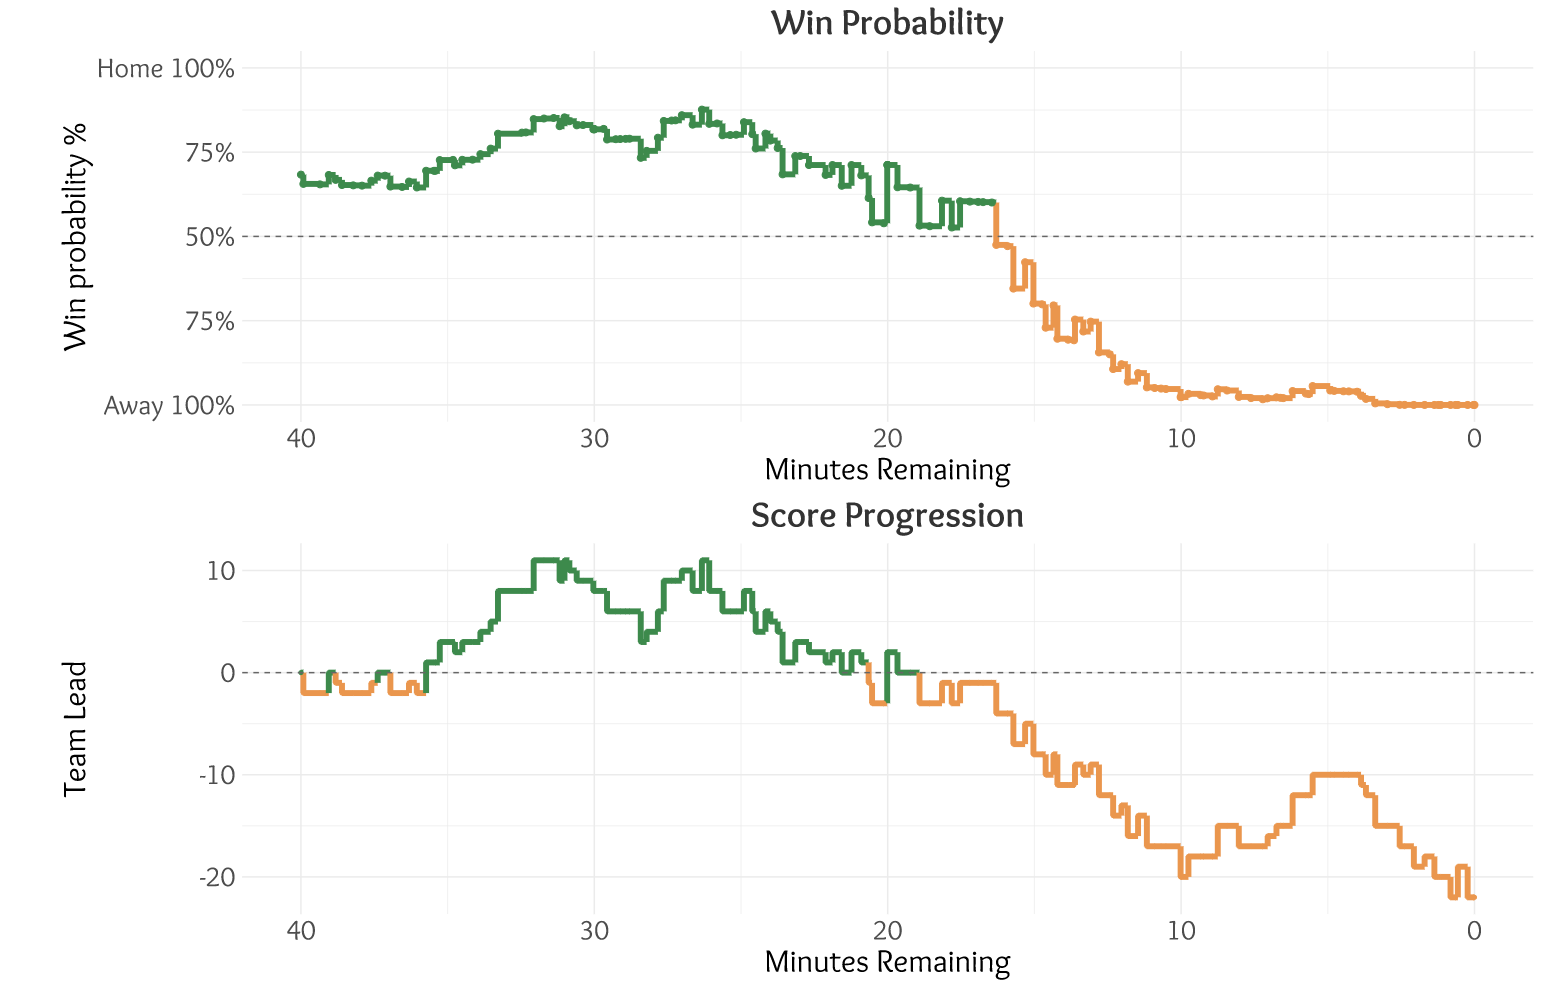 Win Probability
Win probability %
Home 100%
75%
50%
75%
Away 100%
40 30 20 10 0
Minutes Remaining
Score Progression
Team Lead
10
0
-10
-20
40 30 20 10 0
Minutes Remaining